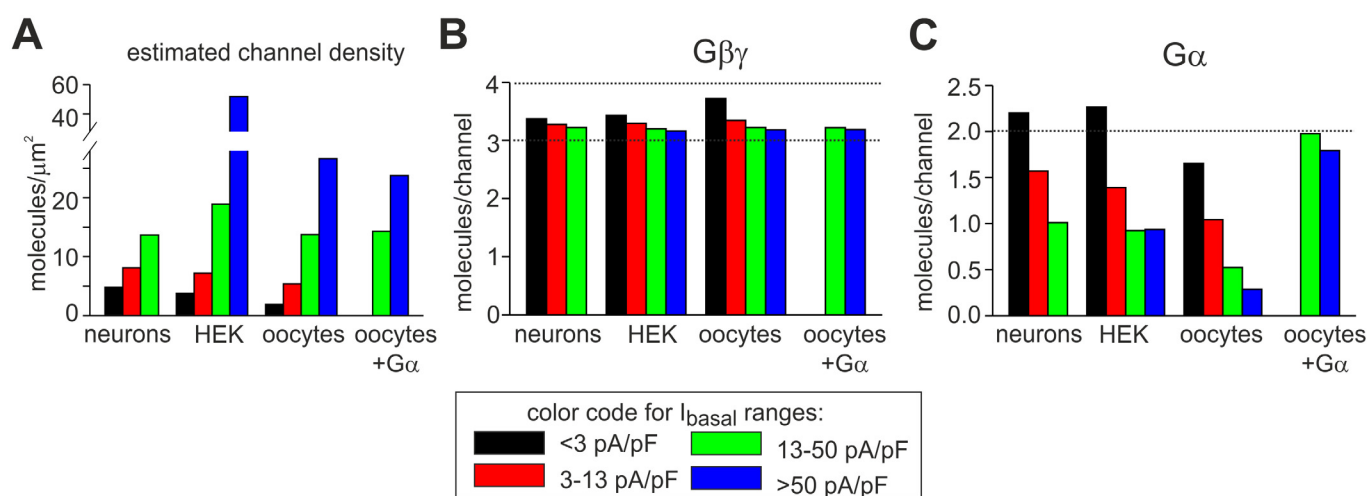 A
estimated channel density
molecules/μm²
60
40
20
10
0
neurons
HEK
oocytes
oocytes
+Gα
B
Gβγ
molecules/channel
4
3
2
1
0
neurons
HEK
oocytes
oocytes
+Gα
C
Gα
molecules/channel
2.5
2.0
1.5
1.0
0.5
0.0
neurons
HEK
oocytes
oocytes
+Gα
color code for Ibasal ranges:
<3 pA/pF
13-50 pA/pF
3-13 pA/pF
>50 pA/pF